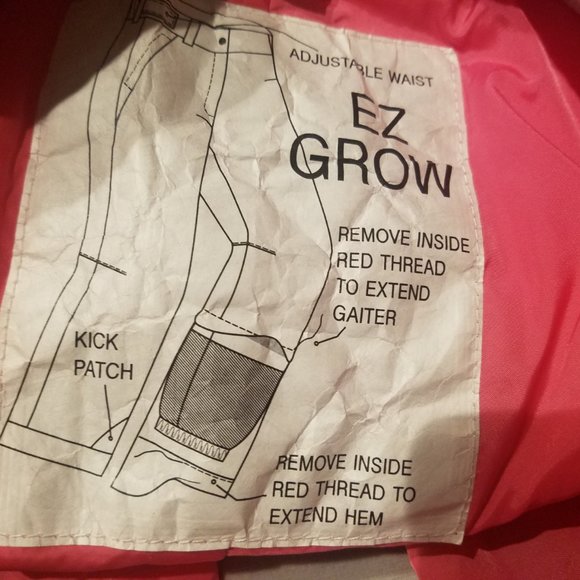 ADJUSTABLE WAIST
EZ
GROW
REMOVE INSIDE
RED THREAD
TO EXTEND
GAITER
KICK
PATCH
REMOVE INSIDE
RED THREAD TO
EXTEND HEM